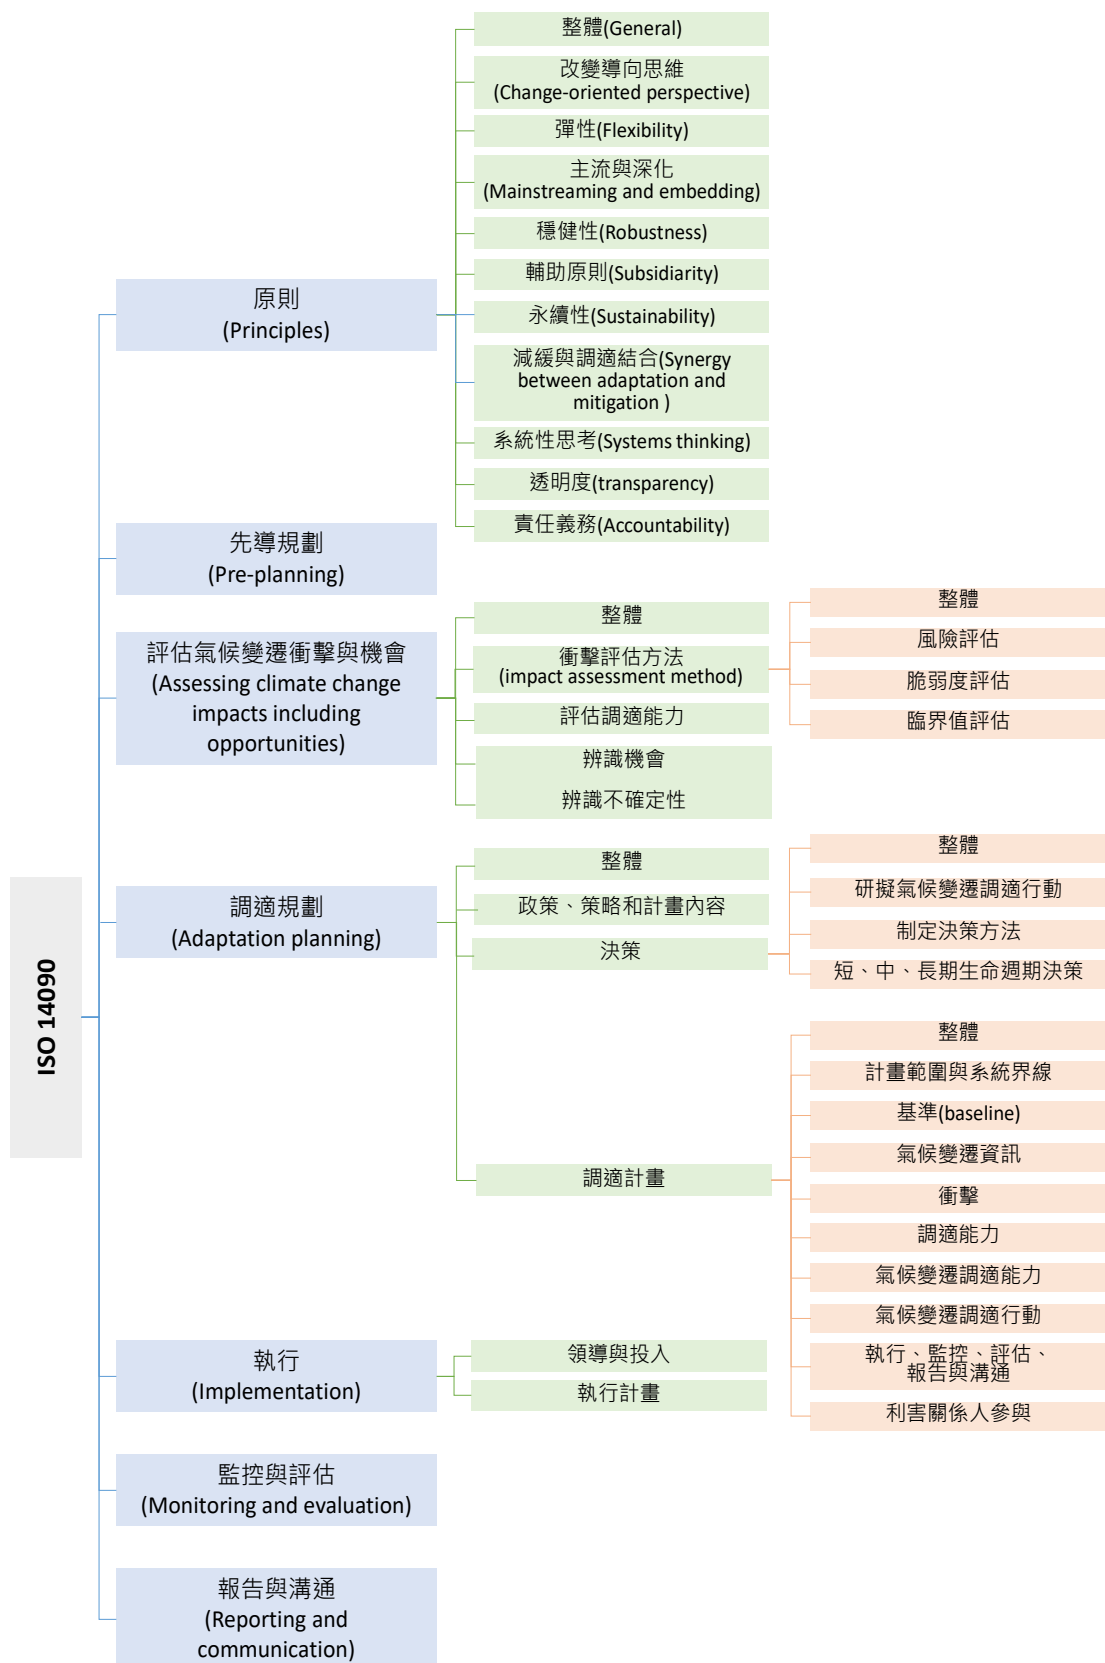 ISO 14090
原則
(Principles)
整體(General)
改變導向思維
(Change-oriented perspective)
彈性(Flexibility)
主流與深化
(Mainstreaming and embedding)
穩健性(Robustness)
輔助原則(Subsidiarity)
永續性(Sustainability)
減緩與調適結合(Synergy
between adaptation and
mitigation )
系統性思考(Systems thinking)
透明度(transparency)
責任義務(Accountability)
先導規劃
(Pre-planning)
評估氣候變遷衝擊與機會
(Assessing climate change
impacts including
opportunities)
整體
衝擊評估方法
(impact assessment method)
整體
風險評估
脆弱度評估
臨界值評估
評估調適能力
辨識機會
辨識不確定性
調適規劃
(Adaptation planning)
整體
政策、策略和計畫內容
決策
整體
研擬氣候變遷調適行動
制定決策方法
短、中、長期生命週期決策
調適計畫
整體
計畫範圍與系統界線
基準(baseline)
氣候變遷資訊
衝擊
調適能力
氣候變遷調適能力
氣候變遷調適行動
執行、監控、評估、
報告與溝通
利害關係人參與
執行
(Implementation)
領導與投入
執行計畫
監控與評估
(Monitoring and evaluation)
報告與溝通
(Reporting and
communication)